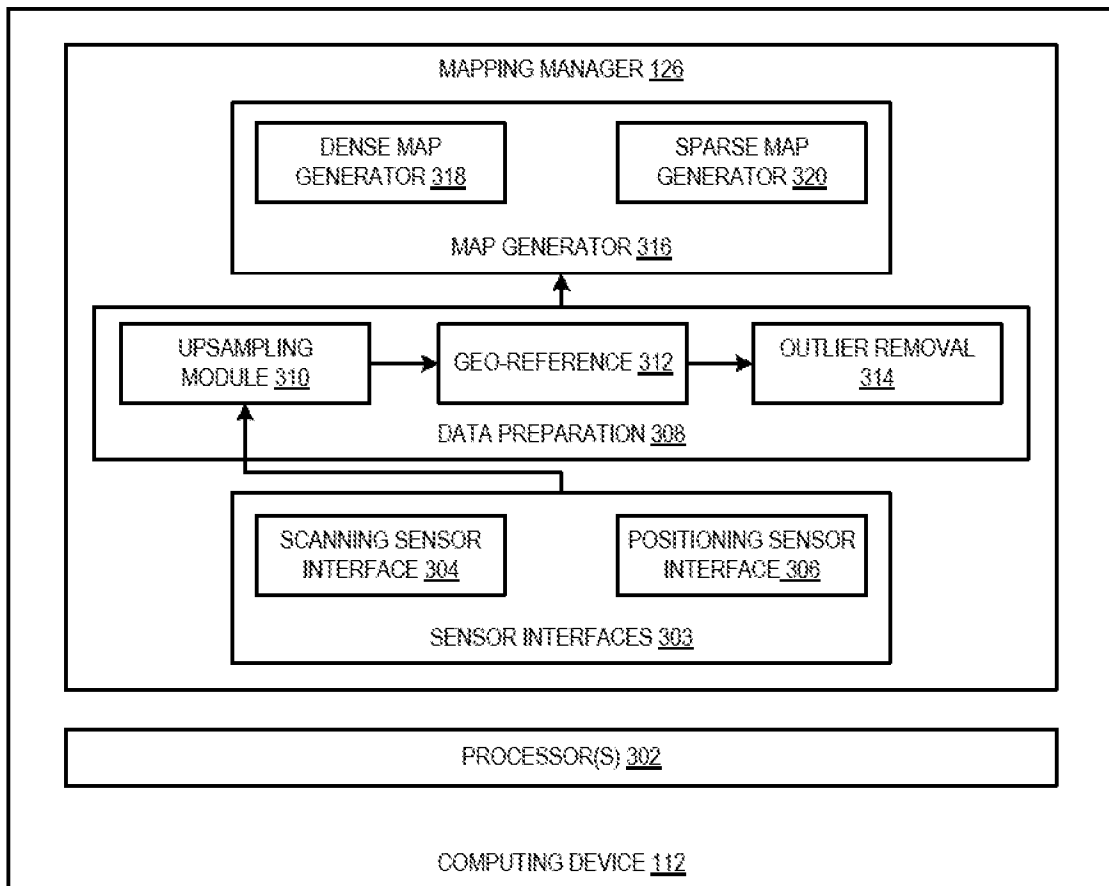 MAPPING MANAGER 126
DENSE MAP
GENERATOR 318
SPARSE MAP
GENERATOR 320
MAP GENERATOR 316
UPSAMPLING
MODULE 310
GEO-REFERENCE 312
OUTLIER REMOVAL
314
DATA PREPARATION 308
SCANNING SENSOR
INTERFACE 304
POSITIONING SENSOR
INTERFACE 306
SENSOR INTERFACES 303
PROCESSOR(S) 302
COMPUTING DEVICE 112